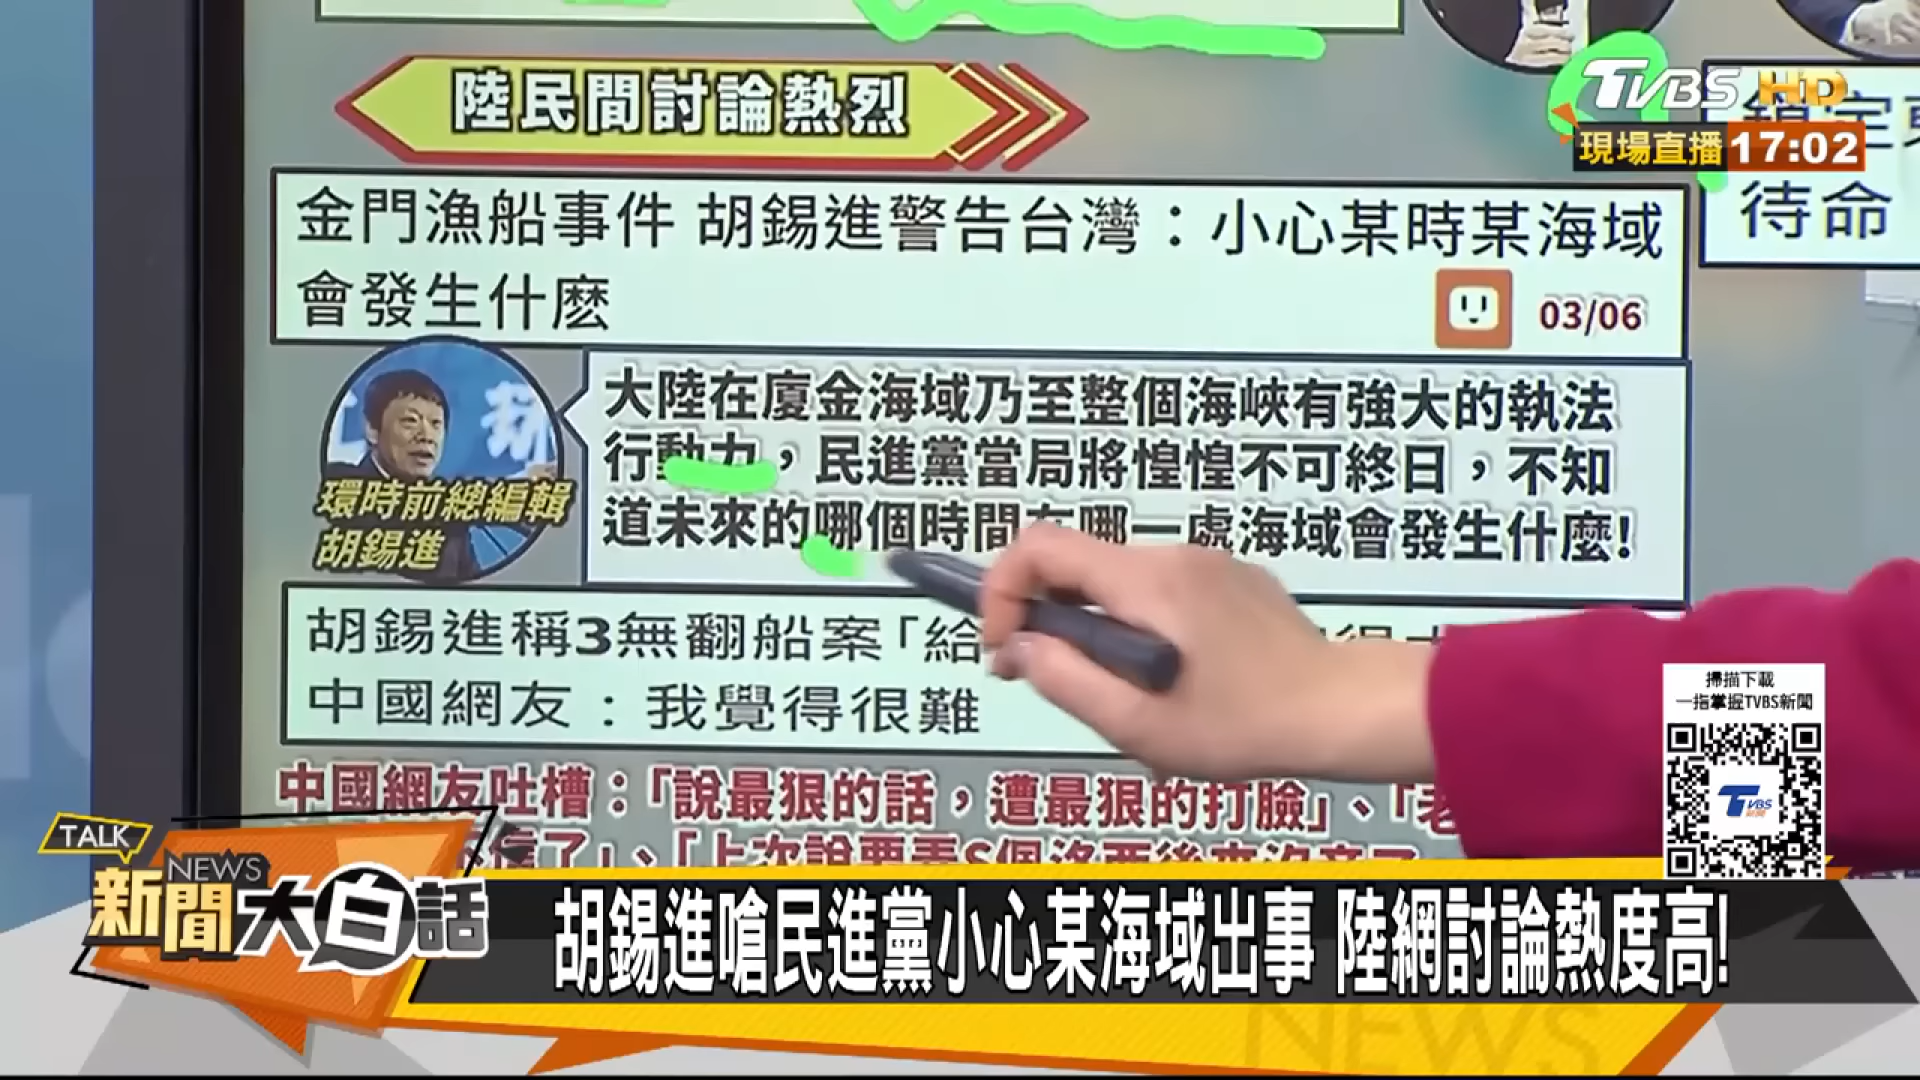 TVBS HD
現場直播 17:02
陸民間討論熱烈
待命
金門漁船事件 胡錫進警告台灣：小心某時某海域
會發生什麽
03/06
大陸在廈金海域乃至整個海峽有強大的執法
行動力，民進黨當局將惶惶不可終日，不知
道未來的哪個時間在哪一處海域會發生什麼!
環時前總編輯
胡錫進
胡錫進稱3無翻船案「給
中國網友：我覺得很難
中國網友吐槽：「說最狠的話，遭最狠的打臉」、「老
掃描下載
一指掌握TVBS新聞
TVBS
新聞
TALK
NEWS
新聞大白話
胡錫進嗆民進黨小心某海域出事 陸網討論熱度高!
NEWS